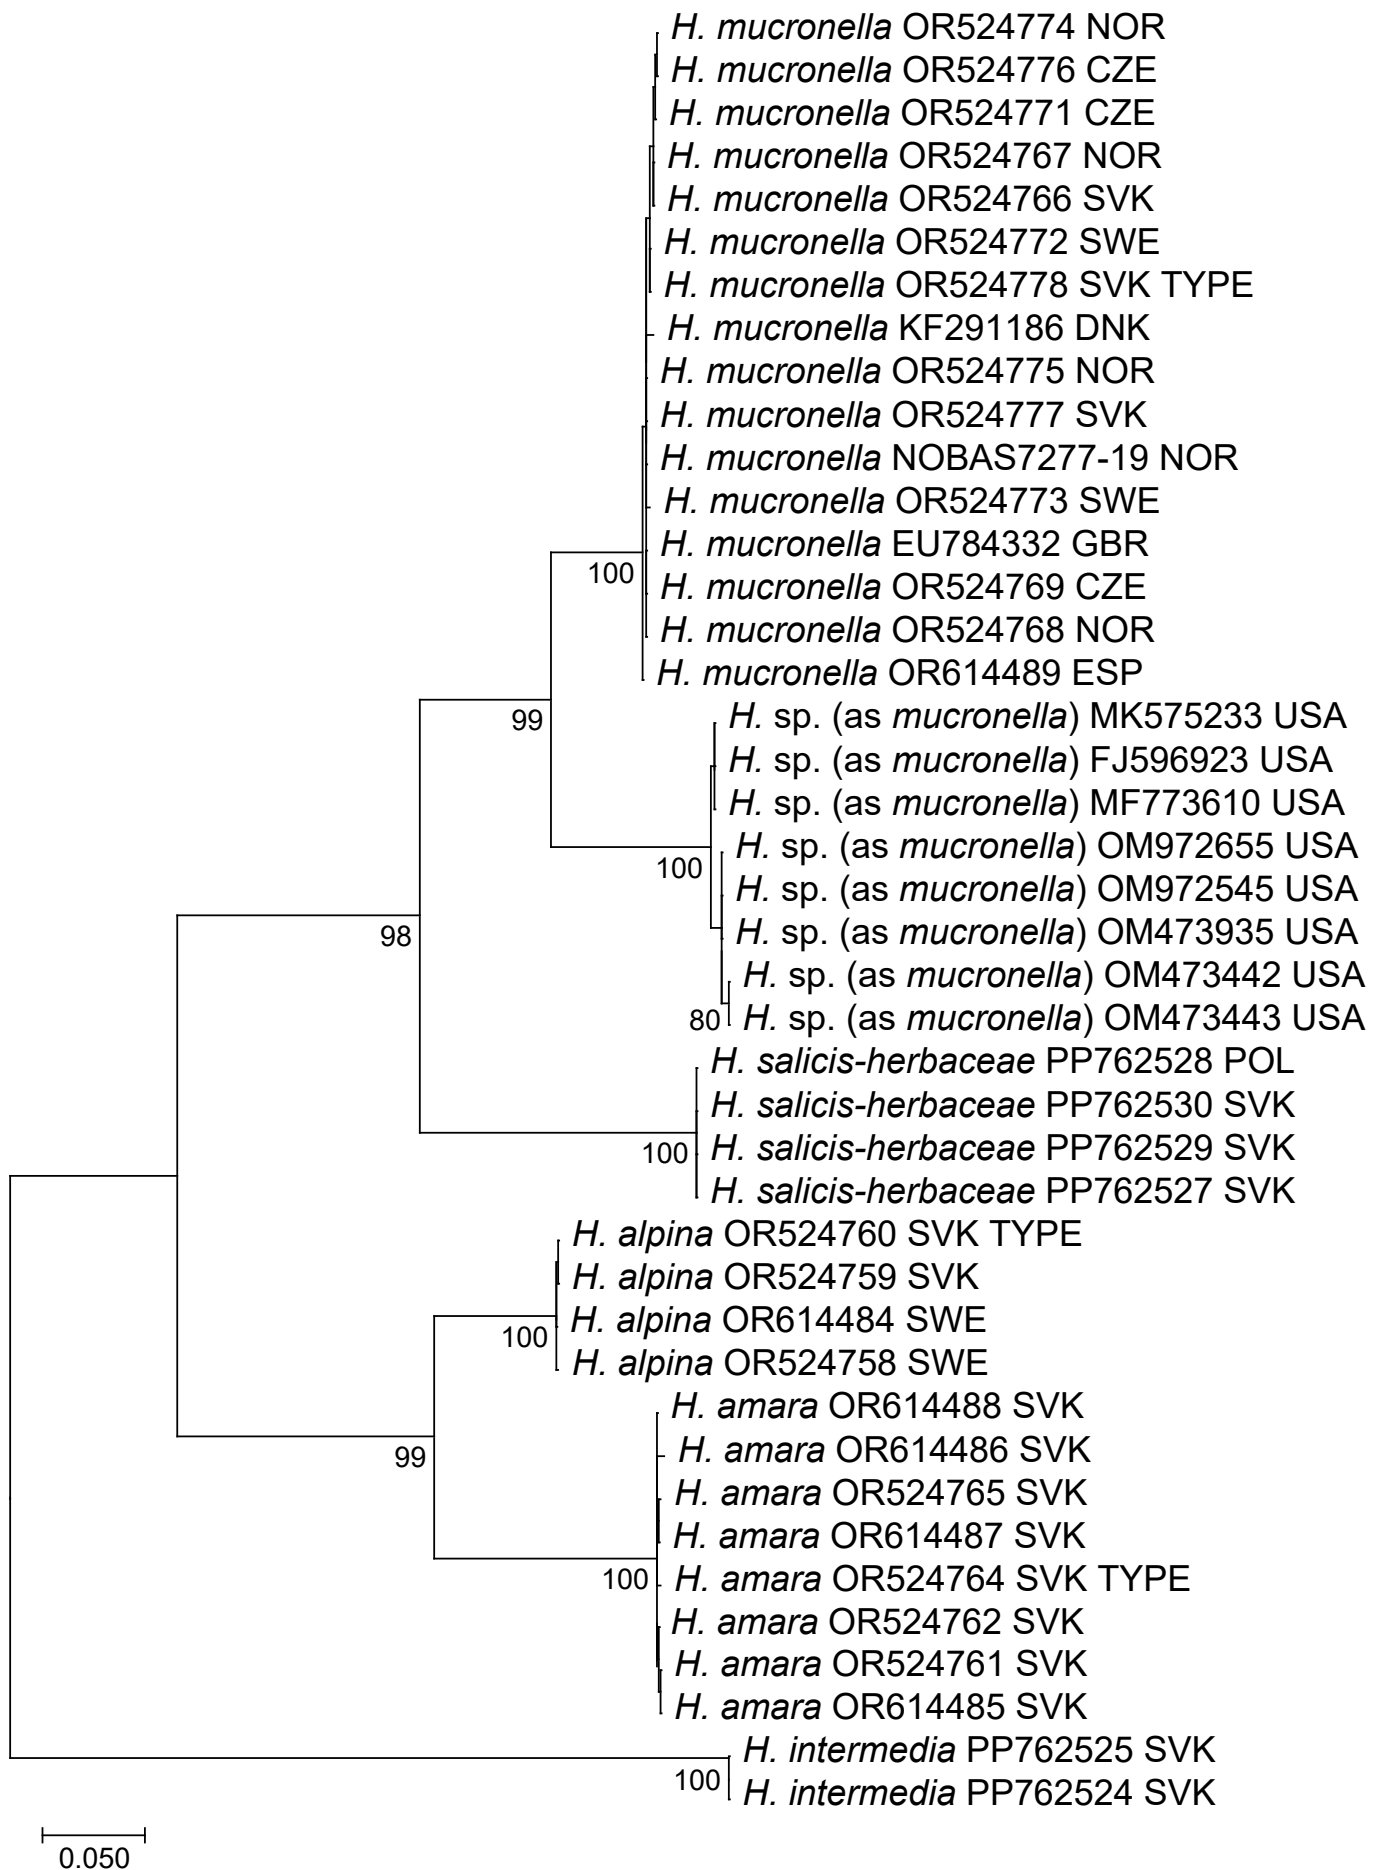 H. mucronella OR524774 NOR
H. mucronella OR524776 CZE
H. mucronella OR524771 CZE
H. mucronella OR524767 NOR
H. mucronella OR524766 SVK
H. mucronella OR524772 SWE
H. mucronella OR524778 SVK TYPE
H. mucronella KF291186 DNK
H. mucronella OR524775 NOR
H. mucronella OR524777 SVK
H. mucronella NOBAS7277-19 NOR
H. mucronella OR524773 SWE
H. mucronella EU784332 GBR
100
H. mucronella OR524769 CZE
H. mucronella OR524768 NOR
H. mucronella OR614489 ESP
99
H. sp. (as mucronella) MK575233 USA
H. sp. (as mucronella) FJ596923 USA
H. sp. (as mucronella) MF773610 USA
H. sp. (as mucronella) OM972655 USA
100
H. sp. (as mucronella) OM972545 USA
98
H. sp. (as mucronella) OM473935 USA
H. sp. (as mucronella) OM473442 USA
80
H. sp. (as mucronella) OM473443 USA
H. salicis-herbaceae PP762528 POL
H. salicis-herbaceae PP762530 SVK
100
H. salicis-herbaceae PP762529 SVK
H. salicis-herbaceae PP762527 SVK
H. alpina OR524760 SVK TYPE
H. alpina OR524759 SVK
H. alpina OR614484 SWE
100
H. alpina OR524758 SWE
H. amara OR614488 SVK
99
H. amara OR614486 SVK
H. amara OR524765 SVK
H. amara OR614487 SVK
100
H. amara OR524764 SVK TYPE
H. amara OR524762 SVK
H. amara OR524761 SVK
H. amara OR614485 SVK
H. intermedia PP762525 SVK
100
H. intermedia PP762524 SVK
0.050